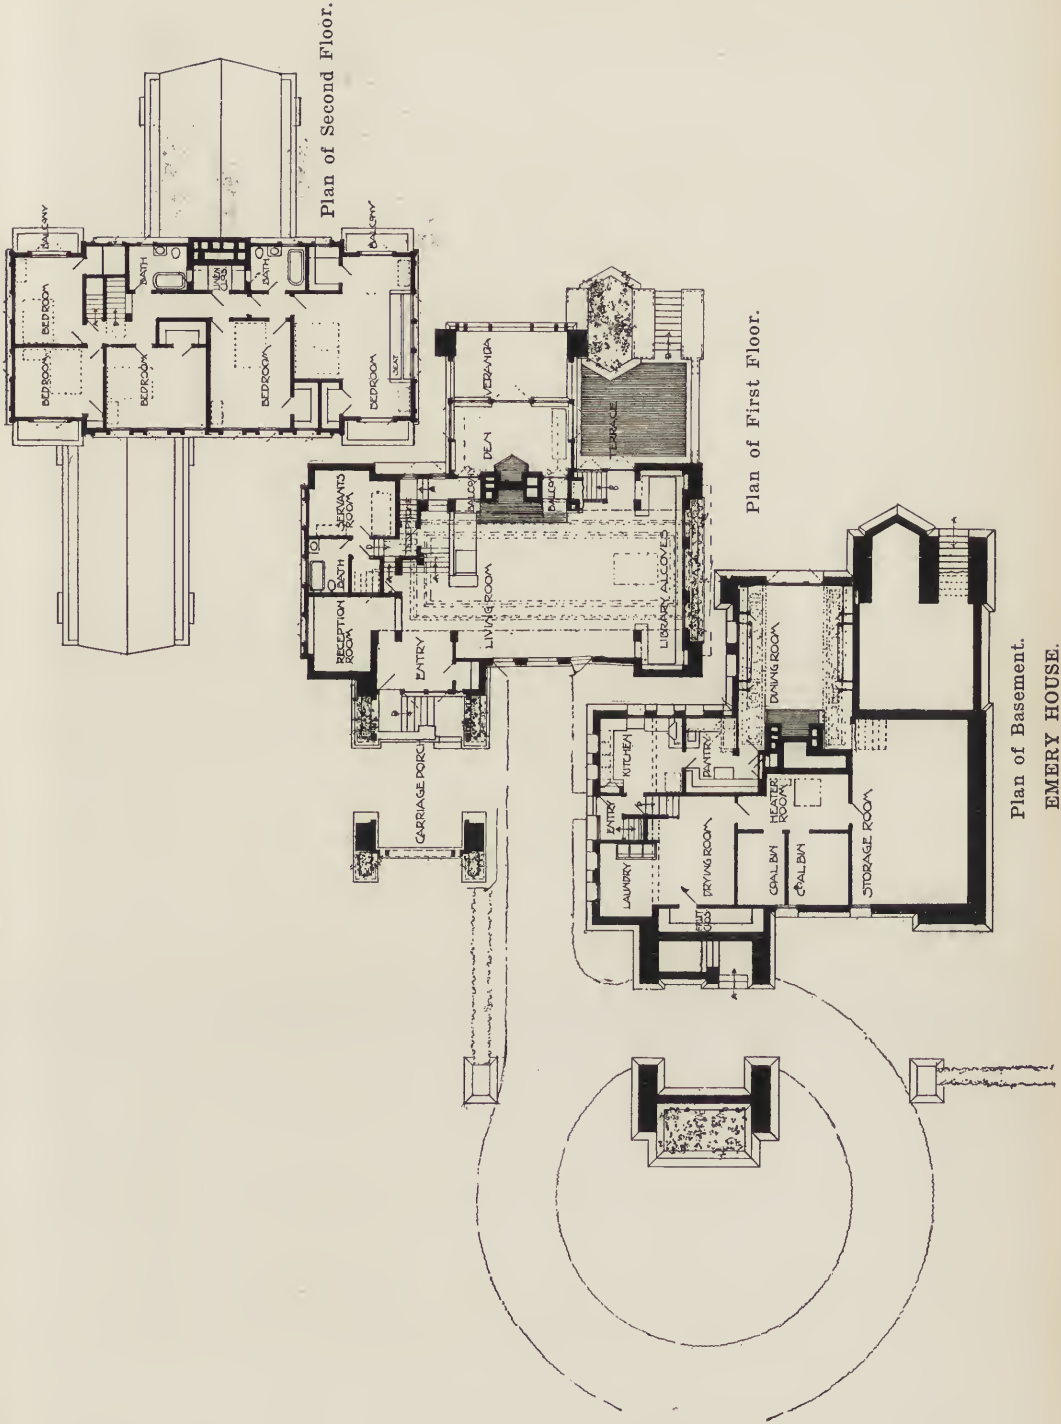 Plan of Second Floor.
BALCONY
BEDROOM
BEDROOM
BATH
LINEN
CLOS
BATH
BEDROOM
BEDROOM
BEDROOM
SEAT
BALCONY
Plan of First Floor.
SERVANTS
ROOM
BATH
RECEPTION
ROOM
ENTRY
CARRIAGE PORCH
BALCONY
BALCONY
DEN
VERANDA
TERRACE
LIVING ROOM
LIBRARY ALCOVES
D
D
Plan of Basement.
KITCHEN
PANTRY
DINING ROOM
ENTRY
LAUNDRY
DRYING ROOM
FRUIT
CLOS
HEATER
ROOM
COAL BIN
COAL BIN
STORAGE ROOM
EMERY HOUSE.